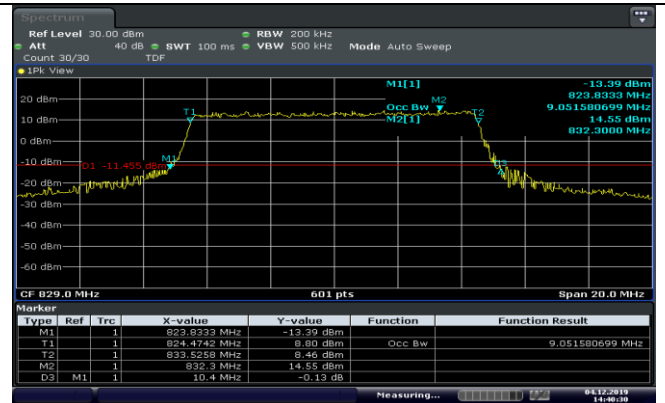 Spectrum
Ref Level 30.00 dBm RBW 200 kHz
Att 40 dB SWT 100 ms VBW 500 kHz Mode Auto Sweep
Count 30/30 TDF
1Pk View
M1[1] -13.39 dBm
823.8333 MHz
20 dBm
M2
T1
Occ Bw 9.051580699 MHz
T2
10 dBm
M2[1] 14.55 dBm
832.3000 MHz
0 dBm
M1
-10 dBm
D1 -11.455 dBm
-20 dBm
-30 dBm
-40 dBm
-50 dBm
-60 dBm
CF 829.0 MHz 601 pts Span 20.0 MHz
Marker
Type Ref Trc X-value Y-value Function Function Result
M1 1 823.8333 MHz -13.39 dBm
T1 1 824.4742 MHz 8.80 dBm Occ Bw 9.051580699 MHz
T2 1 833.5258 MHz 8.46 dBm
M2 1 832.3 MHz 14.55 dBm
D3 M1 1 10.4 MHz -0.13 dB
Measuring... 04.12.2019
14:40:30